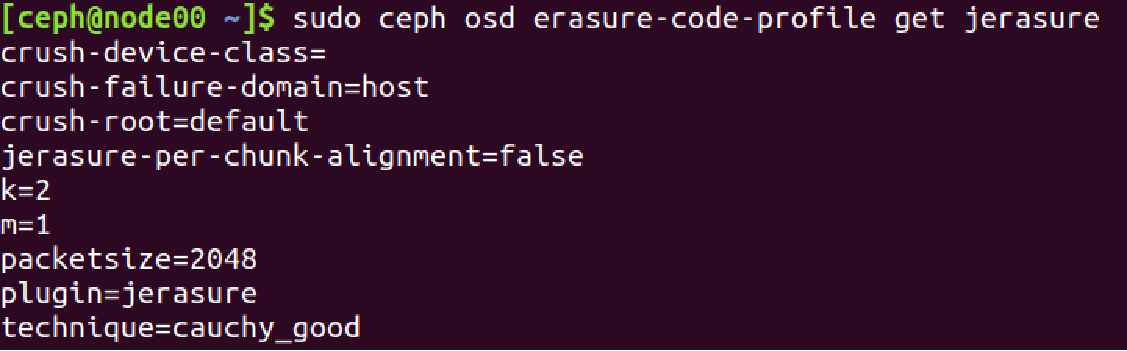 [ceph@node00 ~]$ sudo ceph osd erasure-code-profile get jerasure
crush-device-class=
crush-failure-domain=host
crush-root=default
jerasure-per-chunk-alignment=false
k=2
m=1
packetsize=2048
plugin=jerasure
technique=cauchy_good